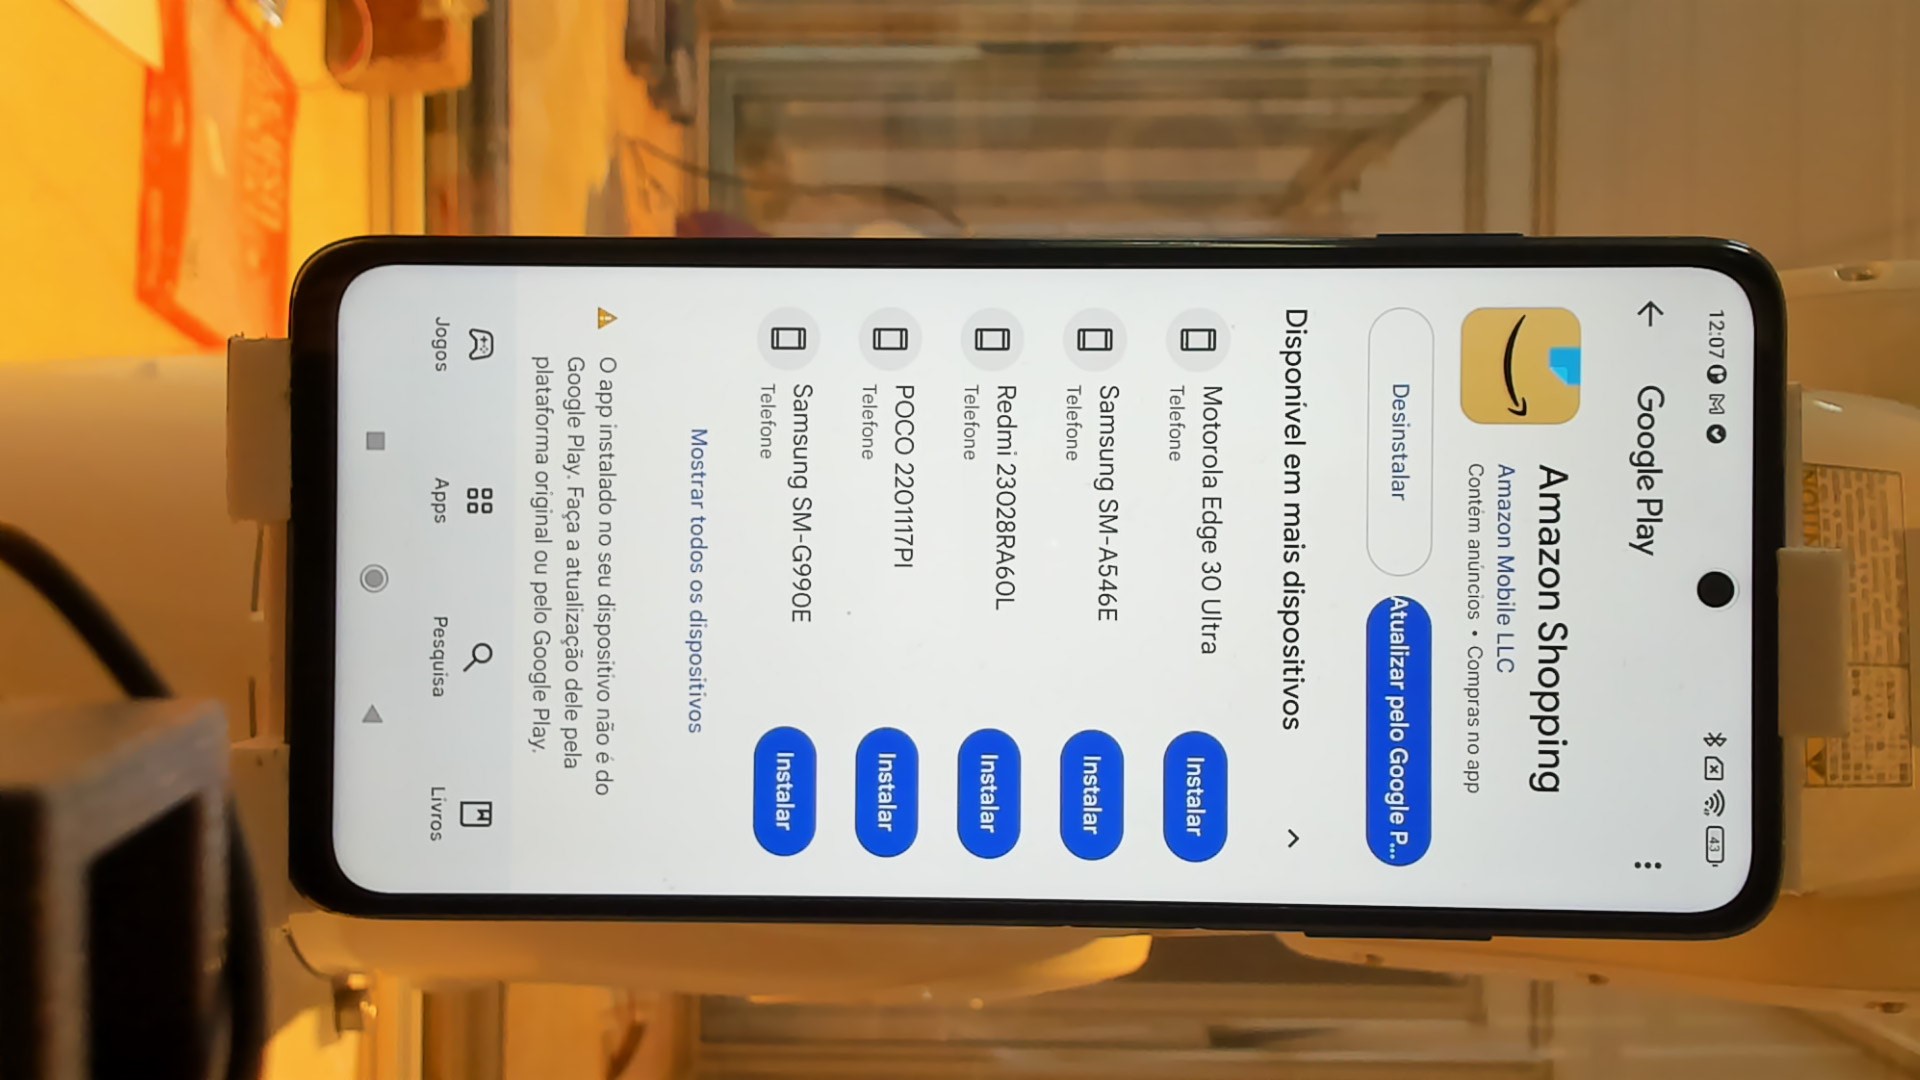 12:07
43
Google Play
Amazon Shopping
Amazon Mobile LLC
Contém anúncios • Compras no app
Desinstalar
Atualizar pelo Google P...
Disponível em mais dispositivos
Motorola Edge 30 Ultra
Telefone
Instalar
Samsung SM-A546E
Telefone
Instalar
Redmi 23028RA60L
Telefone
Instalar
POCO 2201117PI
Telefone
Instalar
Samsung SM-G990E
Telefone
Instalar
Mostrar todos os dispositivos
O app instalado no seu dispositivo não é do
Google Play. Faça a atualização dele pela
plataforma original ou pelo Google Play.
Jogos
Apps
Pesquisa
Livros